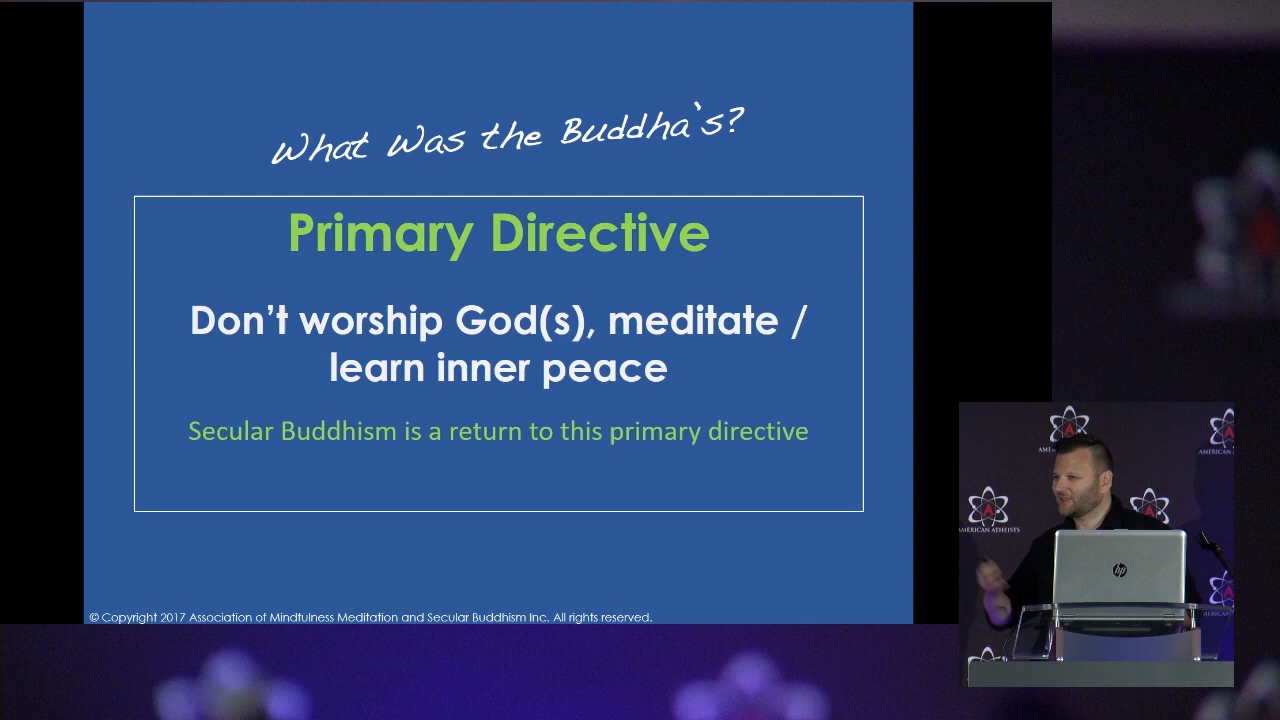 What Was the Buddha's?
Primary Directive
Don't worship God(s), meditate /
learn inner peace
Secular Buddhism is a return to this primary directive
© Copyright 2017 Association of Mindfulness Meditation and Secular Buddhism Inc. All rights reserved.
AMERICAN ATHEISTS
hp